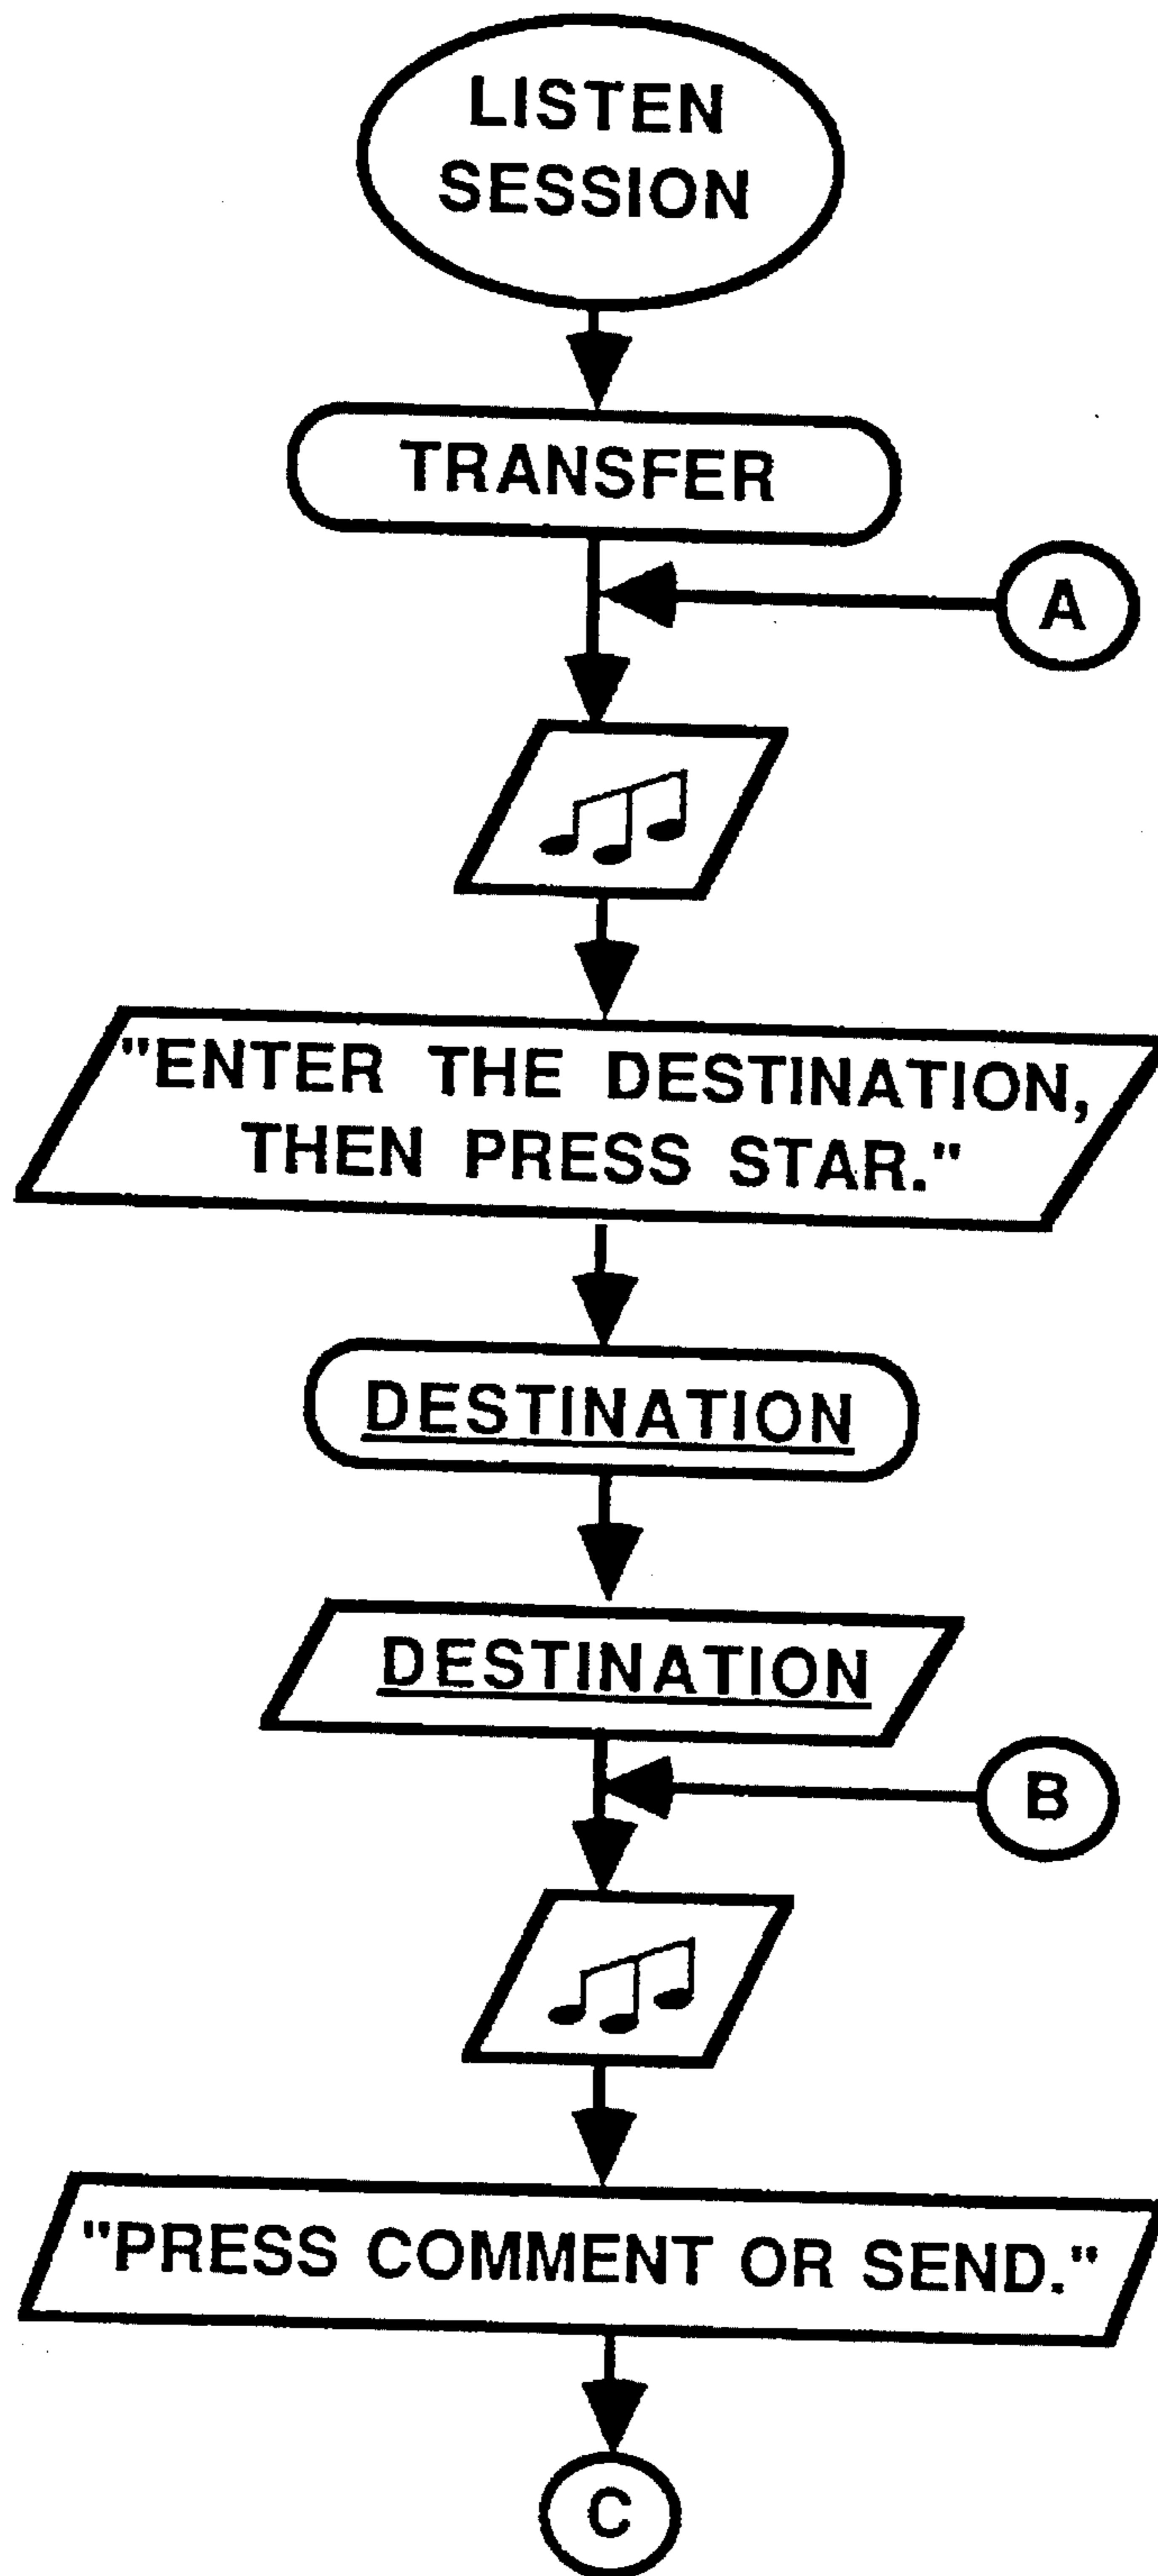 LISTEN
SESSION
TRANSFER
A
"ENTER THE DESTINATION,
THEN PRESS STAR."
DESTINATION
DESTINATION
B
"PRESS COMMENT OR SEND."
C